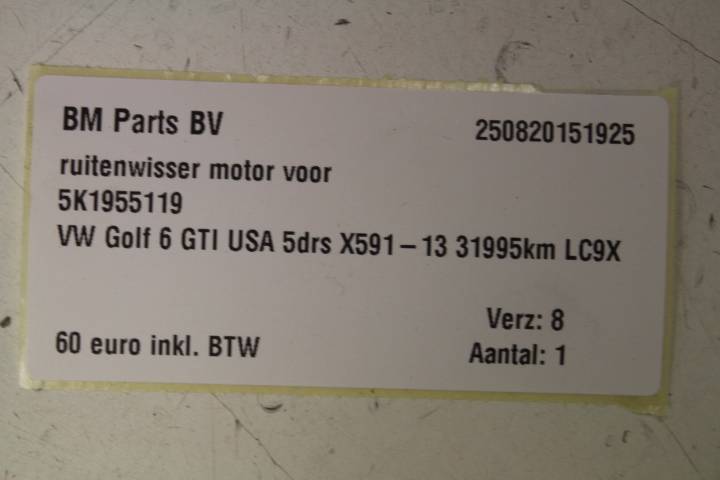 BM Parts BV 250820151925
ruitenwisser motor voor
5K1955119
VW Golf 6 GTI USA 5drs X591-13 31995km LC9X
Verz: 8
60 euro inkl. BTW Aantal: 1